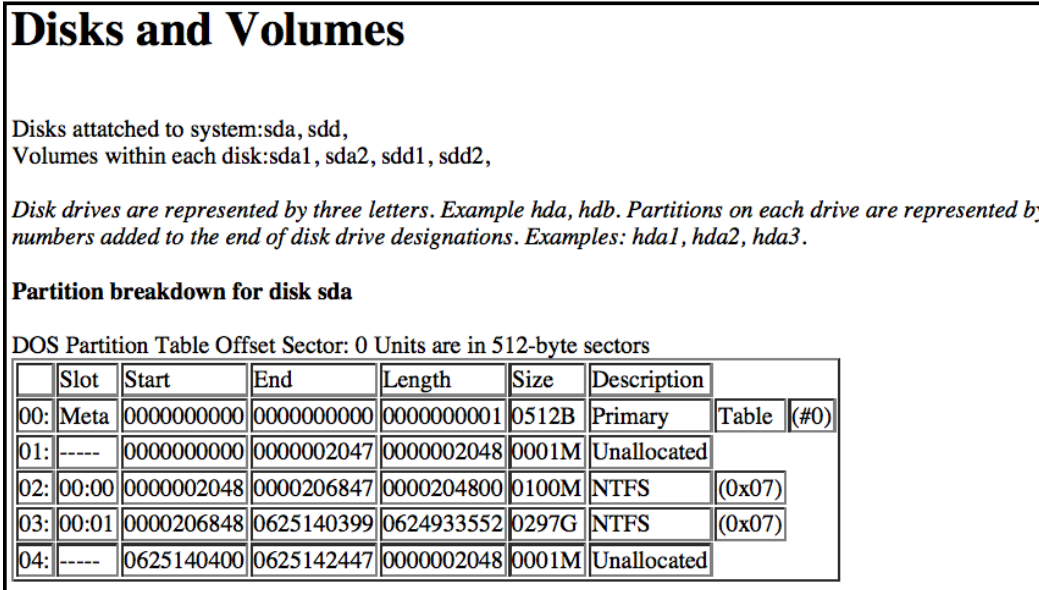 Disks and Volumes
Disks attatched to system:sda, sdd,
Volumes within each disk:sda1, sda2, sdd1, sdd2,
Disk drives are represented by three letters. Example hda, hdb. Partitions on each drive are represented by
numbers added to the end of disk drive designations. Examples: hda1, hda2, hda3.
Partition breakdown for disk sda
DOS Partition Table Offset Sector: 0 Units are in 512-byte sectors
Slot Start End Length Size Description
00: Meta 0000000000 0000000000 0000000001 0512B Primary Table (#0)
01: ----- 0000000000 0000002047 0000002048 0001M Unallocated
02: 00:00 0000002048 0000206847 0000204800 0100M NTFS (0x07)
03: 00:01 0000206848 0625140399 0624933552 0297G NTFS (0x07)
04: ----- 0625140400 0625142447 0000002048 0001M Unallocated